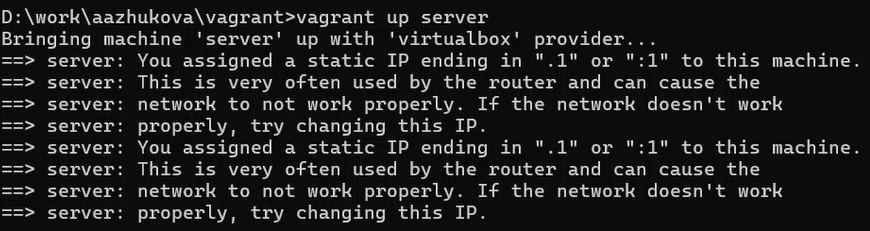 D:\work\aazhukova\vagrant>vagrant up server
Bringing machine 'server' up with 'virtualbox' provider...
==> server: You assigned a static IP ending in ".1" or ":1" to this machine.
==> server: This is very often used by the router and can cause the
==> server: network to not work properly. If the network doesn't work
==> server: properly, try changing this IP.
==> server: You assigned a static IP ending in ".1" or ":1" to this machine.
==> server: This is very often used by the router and can cause the
==> server: network to not work properly. If the network doesn't work
==> server: properly, try changing this IP.